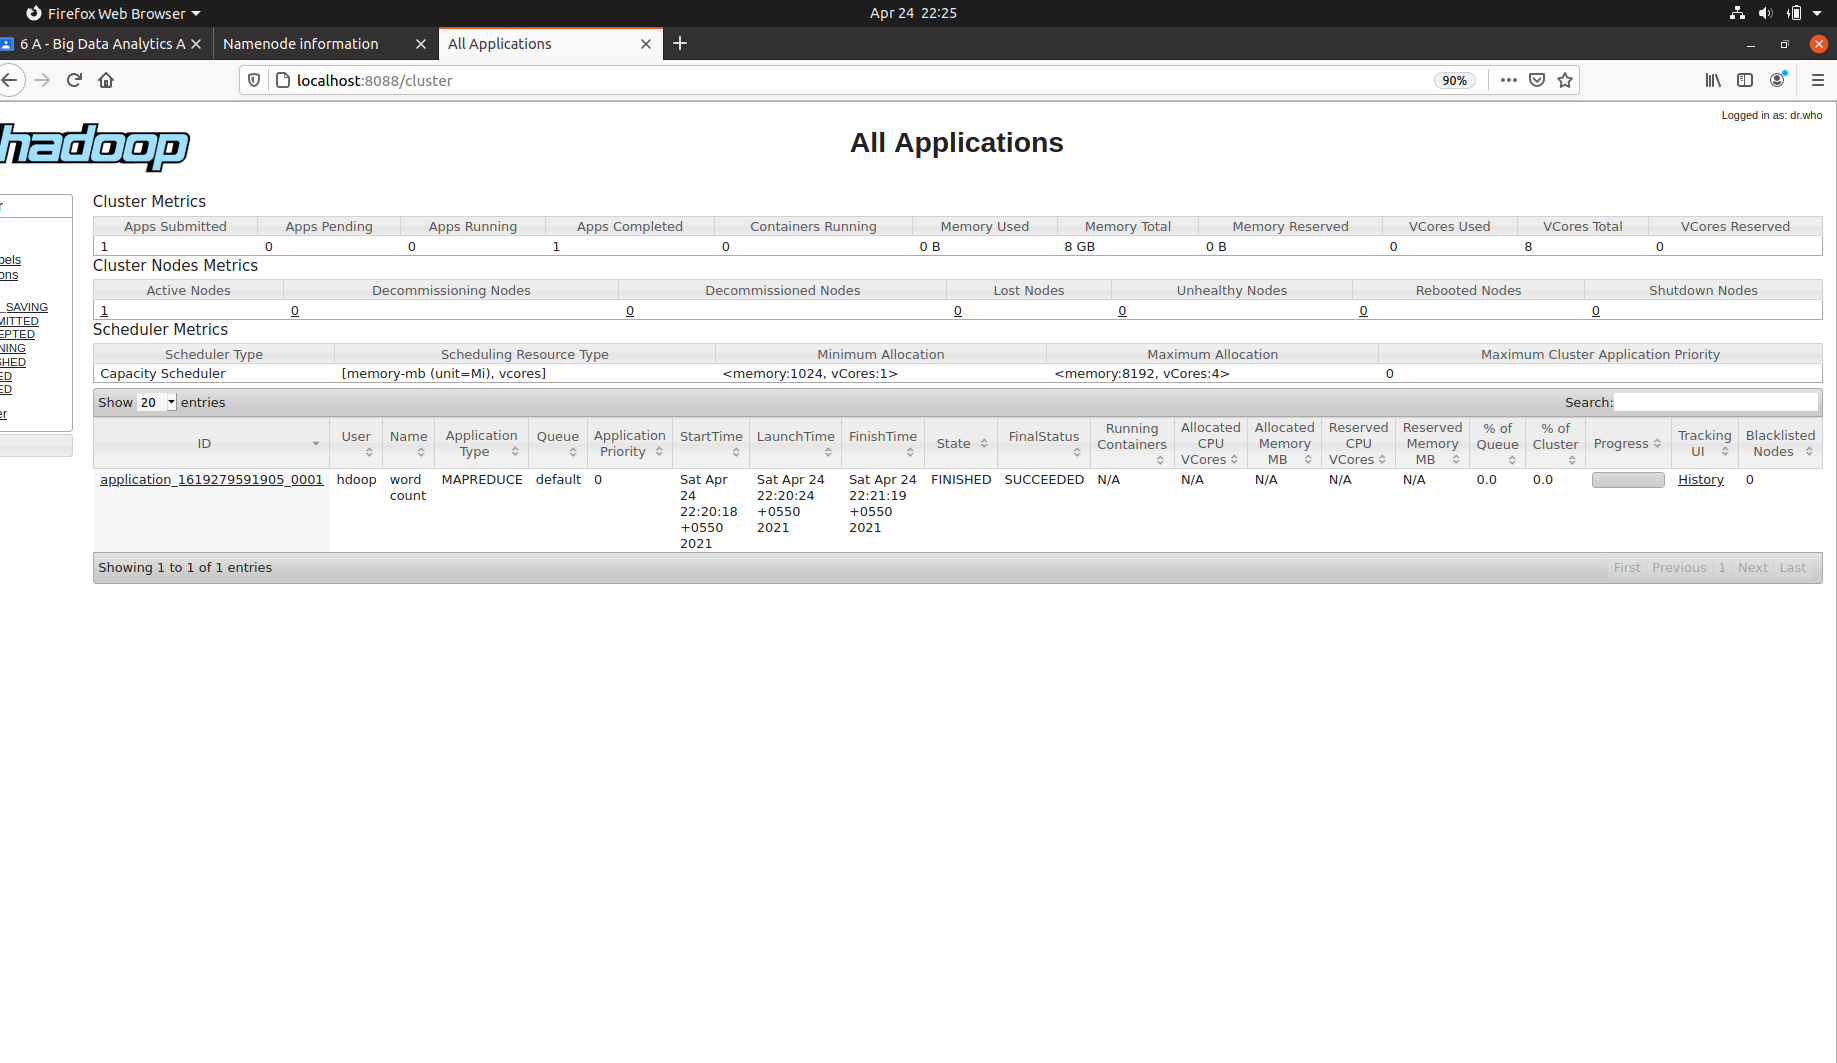 Firefox Web Browser
Apr 24 22:25
6 A - Big Data Analytics A
Namenode information
All Applications
localhost:8088/cluster
90%
Logged in as: dr.who
hadoop
All Applications
Cluster Metrics
Apps Submitted Apps Pending Apps Running Apps Completed Containers Running Memory Used Memory Total Memory Reserved VCores Used VCores Total VCores Reserved
1 0 0 1 0 0 B 8 GB 0 B 0 8 0
Cluster Nodes Metrics
Active Nodes Decommissioning Nodes Decommissioned Nodes Lost Nodes Unhealthy Nodes Rebooted Nodes Shutdown Nodes
1 0 0 0 0 0 0
Scheduler Metrics
Scheduler Type Scheduling Resource Type Minimum Allocation Maximum Allocation Maximum Cluster Application Priority
Capacity Scheduler [memory-mb (unit=Mi), vcores] <memory:1024, vCores:1> <memory:8192, vCores:4> 0
r
bels
ons
_SAVING
MITTED
EPTED
NING
SHED
ED
ED
er
Show 20 entries
Search:
ID User Name Application Type Queue Application Priority StartTime LaunchTime FinishTime State FinalStatus Running Containers Allocated CPU VCores Allocated Memory MB Reserved CPU VCores Reserved Memory MB % of Queue % of Cluster Progress Tracking UI Blacklisted Nodes
application_1619279591905_0001 hdoop word count MAPREDUCE default 0 Sat Apr 24 22:20:18 +0550 2021 Sat Apr 24 22:20:24 +0550 2021 Sat Apr 24 22:21:19 +0550 2021 FINISHED SUCCEEDED N/A N/A N/A N/A N/A 0.0 0.0 History 0
Showing 1 to 1 of 1 entries
First Previous 1 Next Last